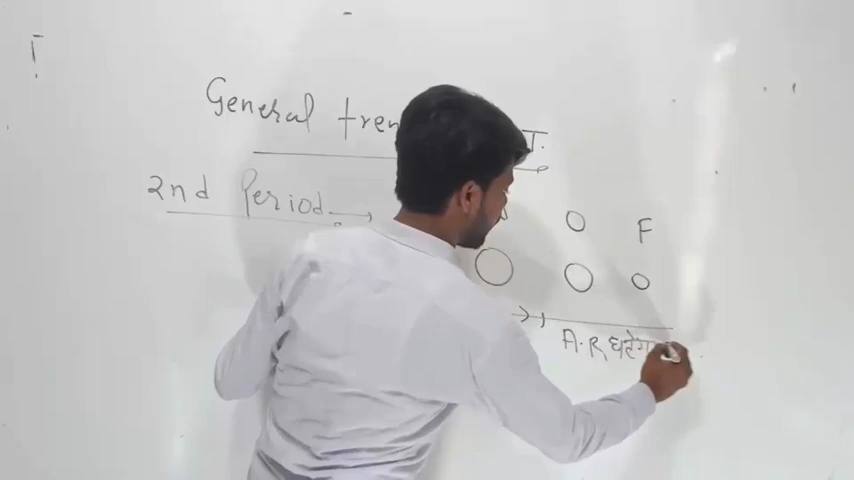 General tren T.
2nd Period → O F
A.R घटेगा